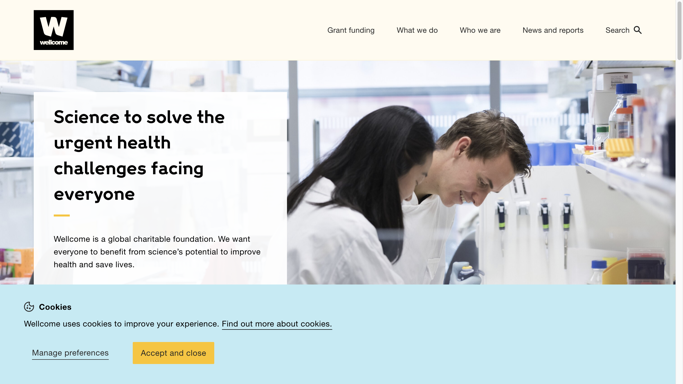 wellcome
Grant funding
What we do
Who we are
News and reports
Search
Science to solve the
urgent health
challenges facing
everyone
Wellcome is a global charitable foundation. We want
everyone to benefit from science's potential to improve
health and save lives.
Cookies
Wellcome uses cookies to improve your experience. Find out more about cookies.
Manage preferences
Accept and close